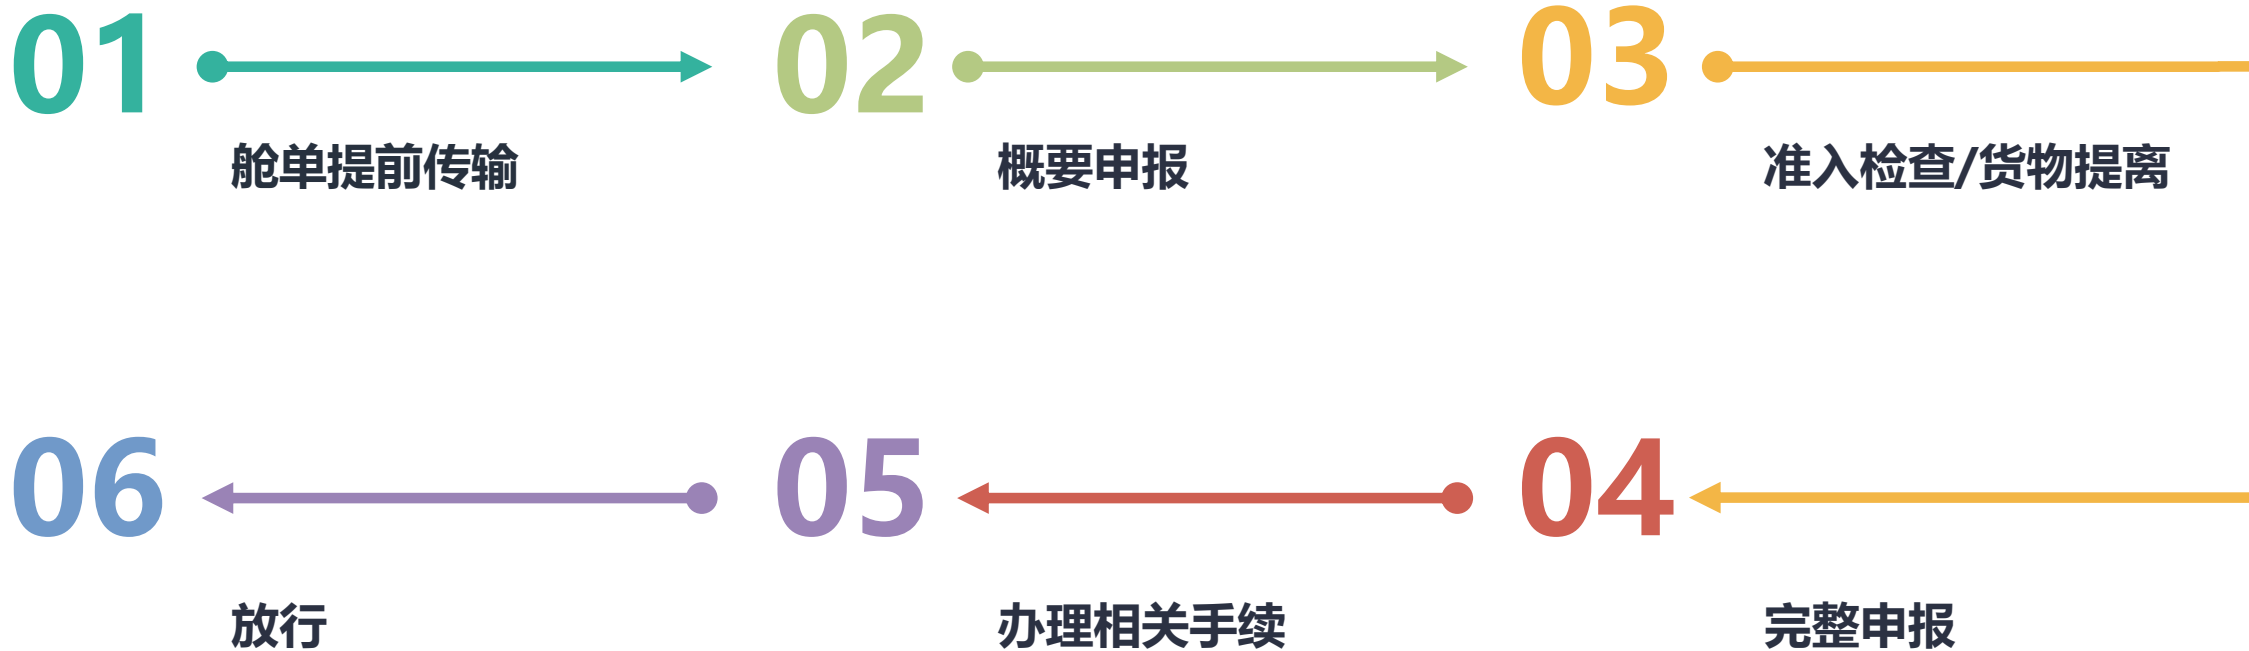 01
舱单提前传输
02
概要申报
03
准入检查/货物提离
04
完整申报
05
办理相关手续
06
放行